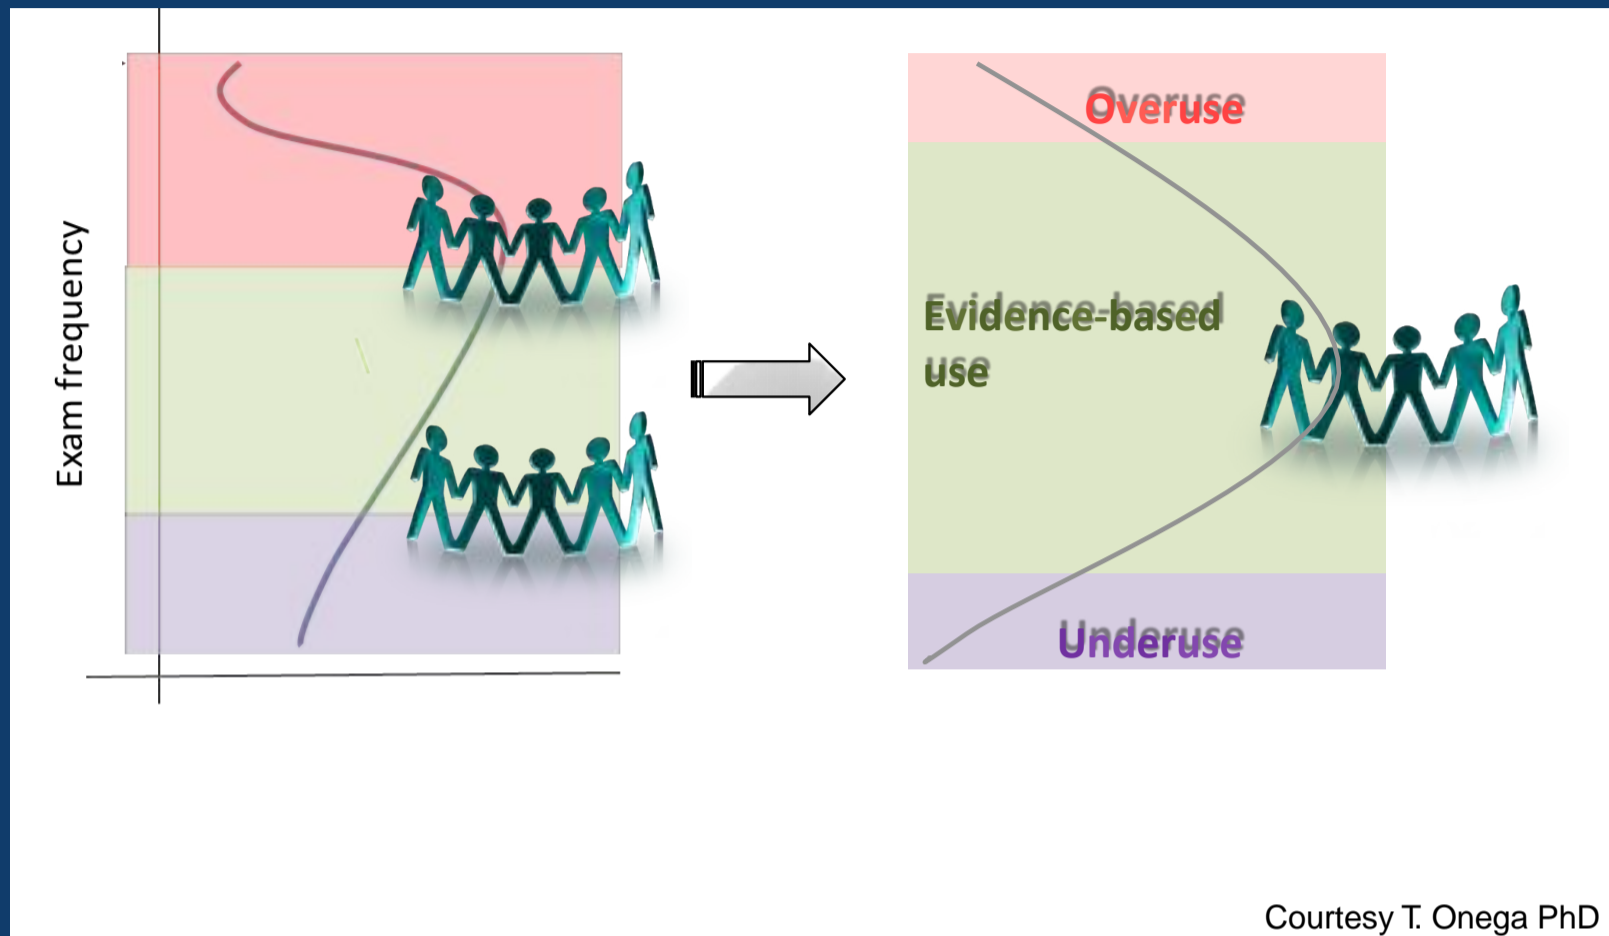 Exam frequency
Overuse
Evidence-based
use
Underuse
Courtesy T. Onega PhD